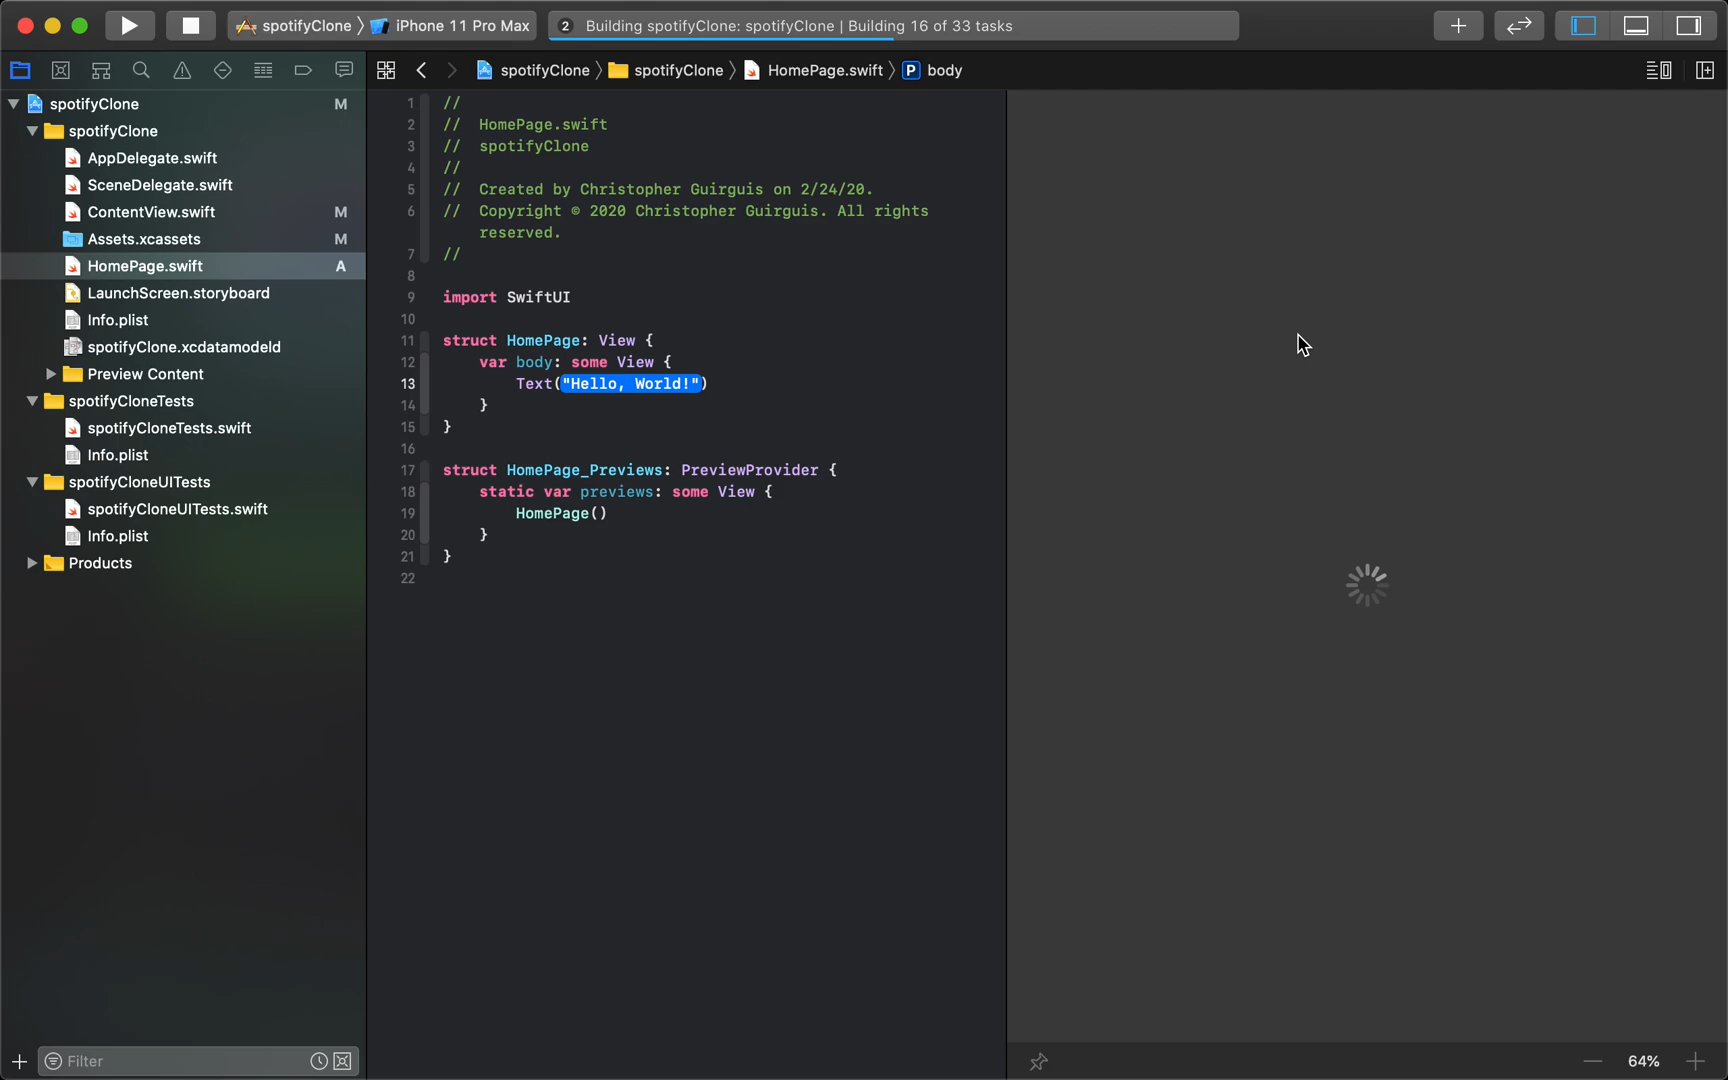 spotifyClone 〉 iPhone 11 Pro Max
2 Building spotifyClone: spotifyClone | Building 16 of 33 tasks
spotifyClone 〉 spotifyClone 〉 HomePage.swift 〉 P body
spotifyClone M
spotifyClone
AppDelegate.swift
SceneDelegate.swift
ContentView.swift M
Assets.xcassets M
HomePage.swift A
LaunchScreen.storyboard
Info.plist
spotifyClone.xcdatamodeld
Preview Content
spotifyCloneTests
spotifyCloneTests.swift
Info.plist
spotifyCloneUITests
spotifyCloneUITests.swift
Info.plist
Products
Filter
1 //
2 //  HomePage.swift
3 //  spotifyClone
4 //
5 //  Created by Christopher Guirguis on 2/24/20.
6 //  Copyright © 2020 Christopher Guirguis. All rights
reserved.
7 //
8
9 import SwiftUI
10
11 struct HomePage: View {
12     var body: some View {
13         Text("Hello, World!")
14     }
15 }
16
17 struct HomePage_Previews: PreviewProvider {
18     static var previews: some View {
19         HomePage()
20     }
21 }
22
64%